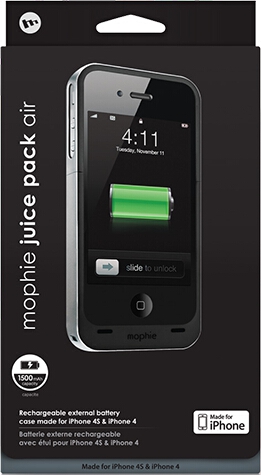 mophie juice pack air
4:11
Tuesday, November 11
slide to unlock
mophie
1500mAh
capacity
capacité
Rechargeable external battery
case made for iPhone 4S & iPhone 4
Batterie externe rechargeable
avec étui pour iPhone 4S & iPhone 4
Made for
iPhone
Made for iPhone 4S & iPhone 4